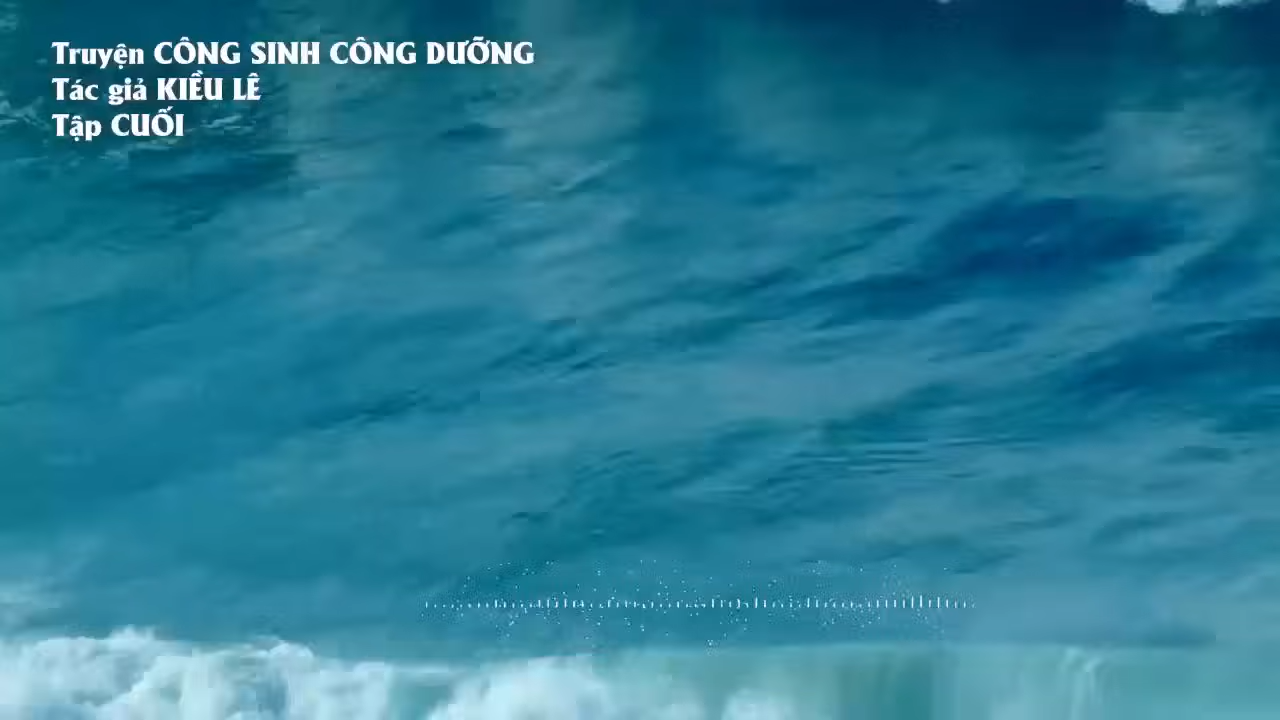 Truyện CÔNG SINH CÔNG DƯỠNG
Tác giả KIỀU LÊ
Tập CUỐI